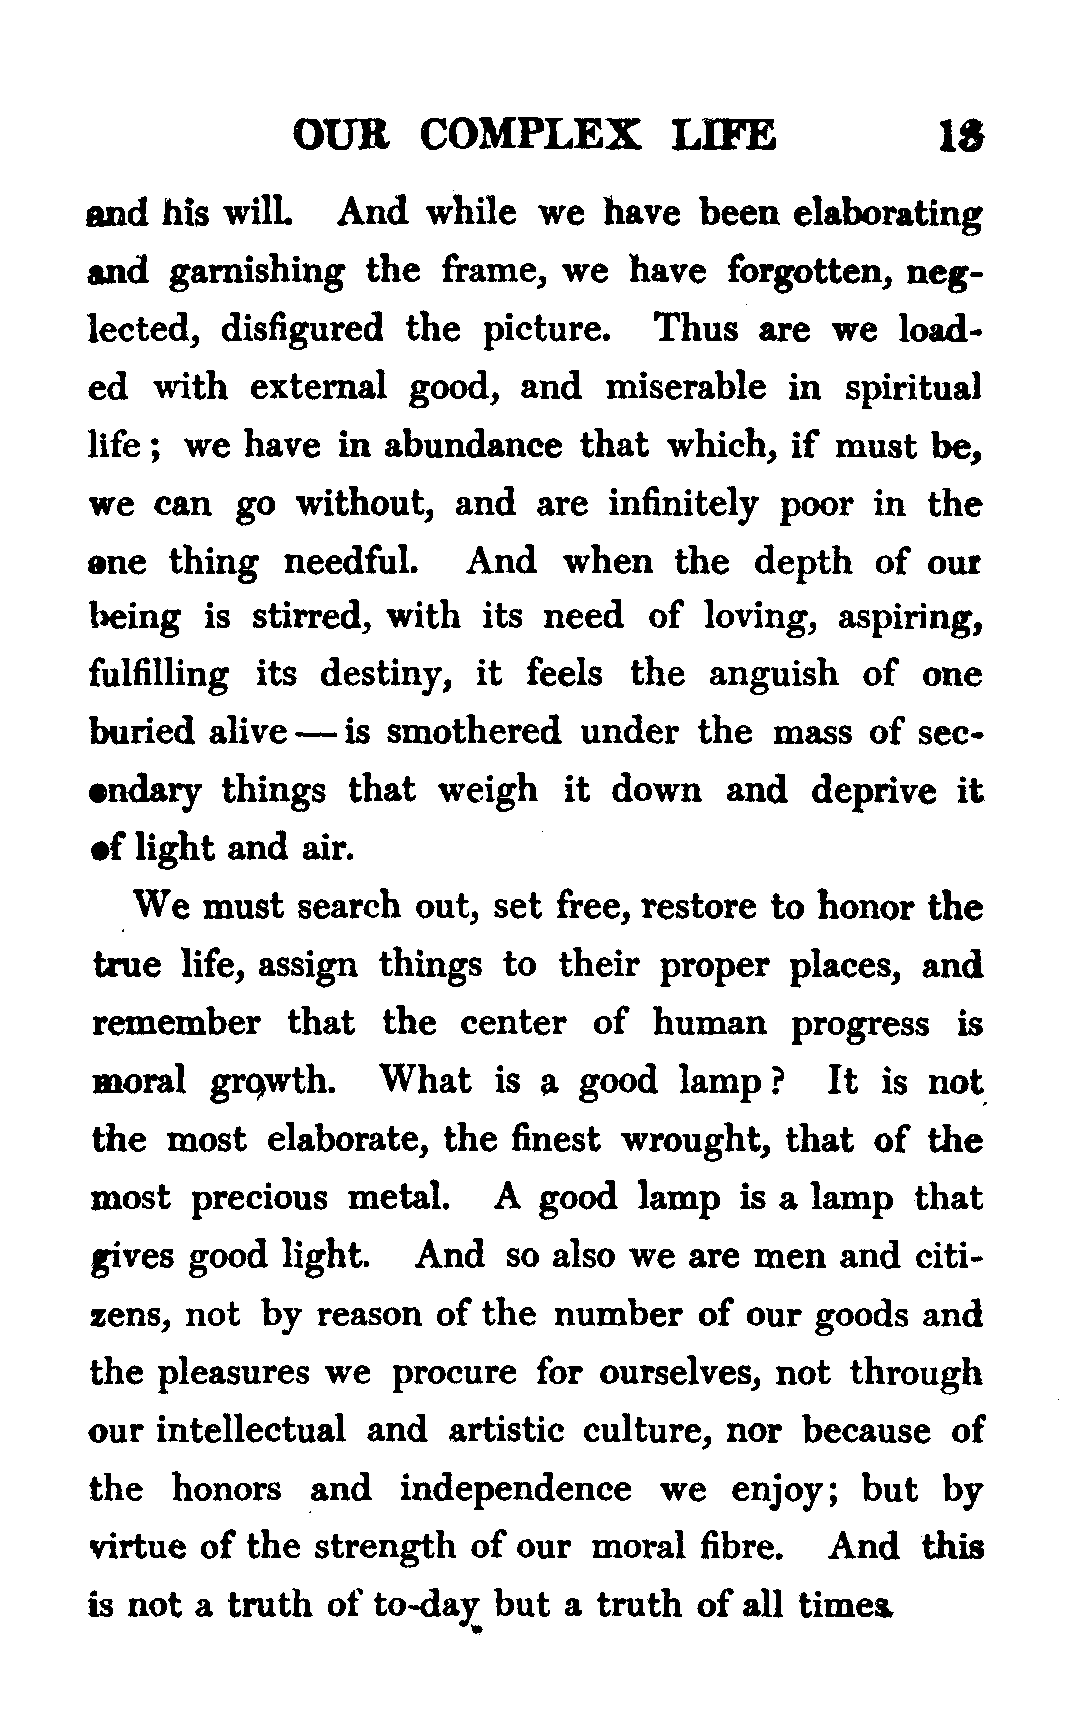 OUR COMPLEX LIFE 13
and his will. And while we have been elaborating
and garnishing the frame, we have forgotten, neg-
lected, disfigured the picture. Thus are we load-
ed with external good, and miserable in spiritual
life; we have in abundance that which, if must be,
we can go without, and are infinitely poor in the
one thing needful. And when the depth of our
being is stirred, with its need of loving, aspiring,
fulfilling its destiny, it feels the anguish of one
buried alive — is smothered under the mass of sec-
ondary things that weigh it down and deprive it
of light and air.
We must search out, set free, restore to honor the
true life, assign things to their proper places, and
remember that the center of human progress is
moral growth. What is a good lamp? It is not
the most elaborate, the finest wrought, that of the
most precious metal. A good lamp is a lamp that
gives good light. And so also we are men and citi-
zens, not by reason of the number of our goods and
the pleasures we procure for ourselves, not through
our intellectual and artistic culture, nor because of
the honors and independence we enjoy; but by
virtue of the strength of our moral fibre. And this
is not a truth of to-day but a truth of all times.